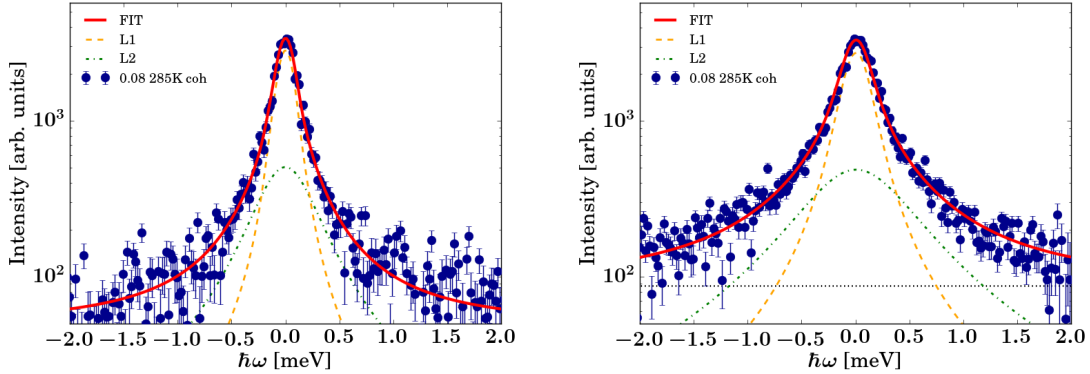 FIT
L1
L2
0.08 285K coh
Intensity [arb. units]
10³
10²
−2.0 −1.5 −1.0 −0.5 0.0 0.5 1.0 1.5 2.0
ħω [meV]
FIT
L1
L2
0.08 285K coh
Intensity [arb. units]
10³
10²
−2.0 −1.5 −1.0 −0.5 0.0 0.5 1.0 1.5 2.0
ħω [meV]